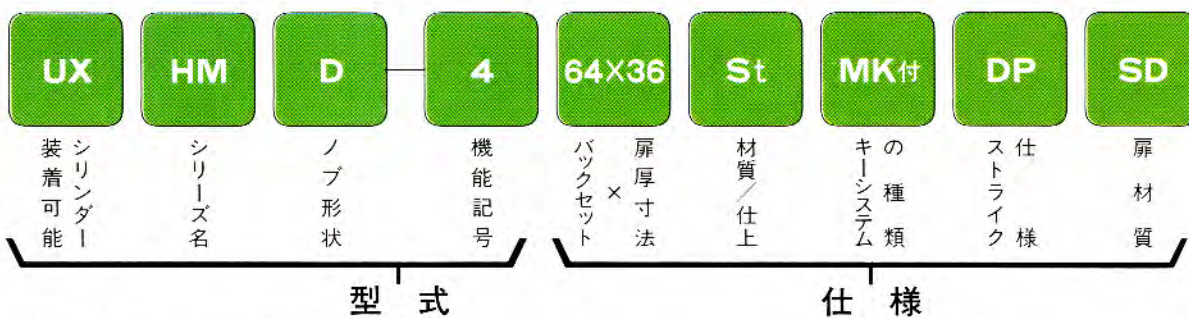 UX HM D—4 64×36 St MK付 DP SD
シリンダー
装着可能
シリーズ名
ノブ形状
機能記号
扉厚寸法
×
バックセット
材質/仕上
の種類
キーシステム
仕様
ストライク
扉材質
型式
仕様